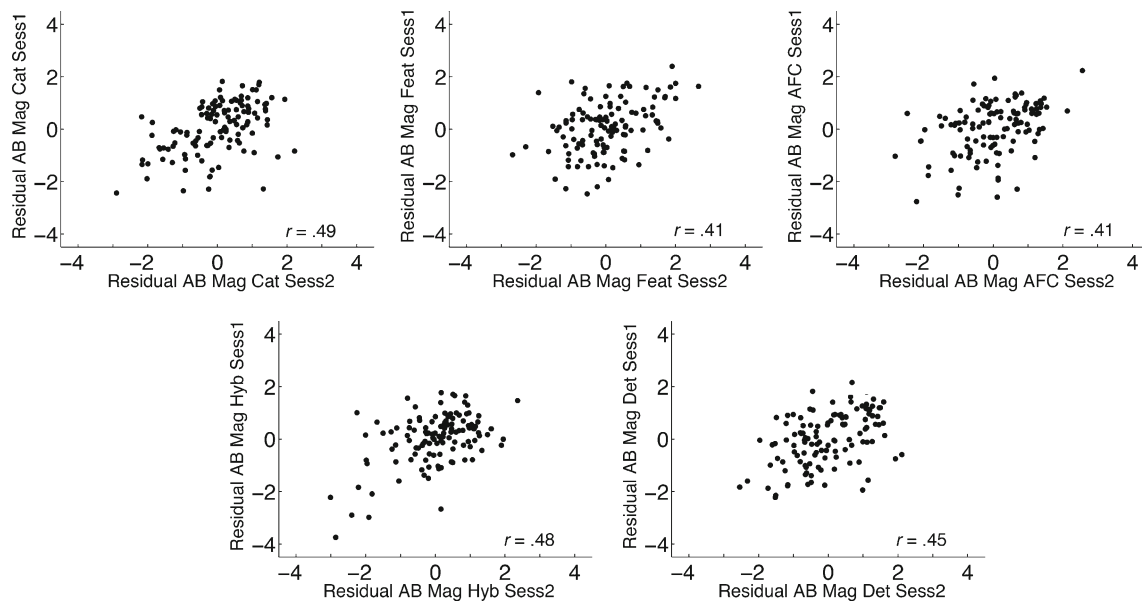 Residual AB Mag Cat Sess1
4
2
0
−2
−4
r = .49
−4 −2 0 2 4
Residual AB Mag Cat Sess2
Residual AB Mag Feat Sess1
4
2
0
−2
−4
r = .41
−4 −2 0 2 4
Residual AB Mag Feat Sess2
Residual AB Mag AFC Sess1
4
2
0
−2
−4
r = .41
−4 −2 0 2 4
Residual AB Mag AFC Sess2
Residual AB Mag Hyb Sess1
4
2
0
−2
−4
r = .48
−4 −2 0 2 4
Residual AB Mag Hyb Sess2
Residual AB Mag Det Sess1
4
2
0
−2
−4
r = .45
−4 −2 0 2 4
Residual AB Mag Det Sess2